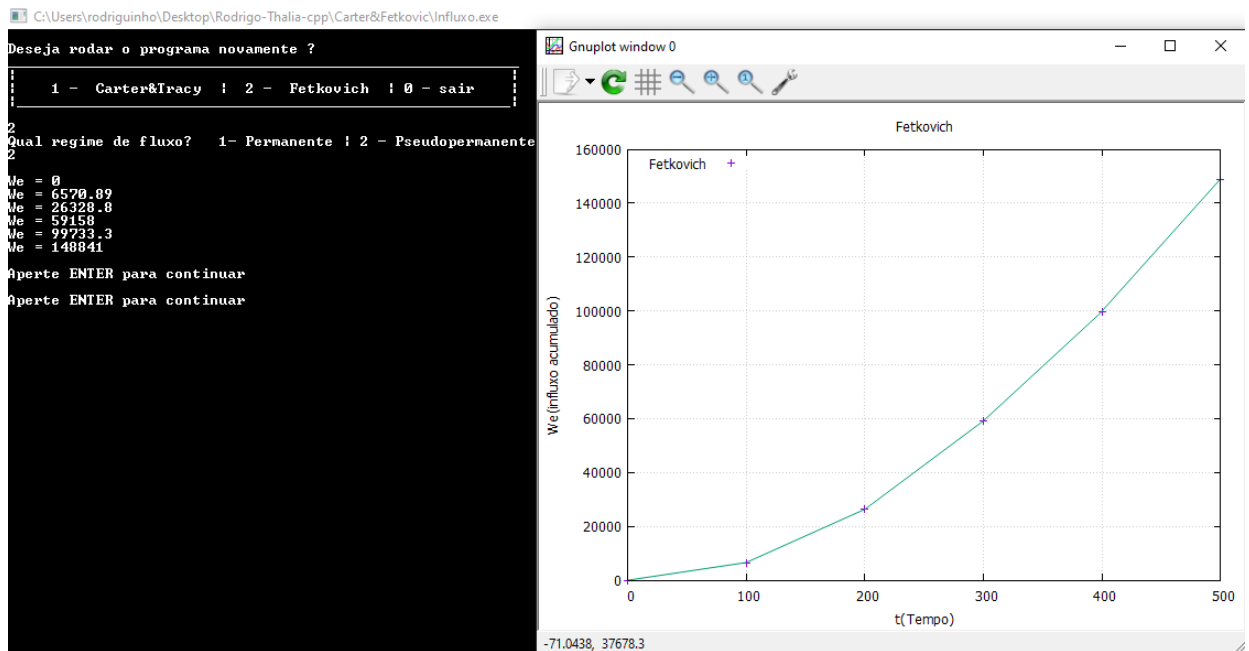 C:\Users\rodriguinho\Desktop\Rodrigo-Thalia-cpp\Carter&Fetkovic\Influxo.exe
Deseja rodar o programa novamente ?
1 - Carter&Tracy ¦ 2 - Fetkovich ¦ 0 - sair
2
Qual regime de fluxo? 1- Permanente ¦ 2 - Pseudopermanente
2
We = 0
We = 6570.89
We = 26328.8
We = 59158
We = 99733.3
We = 148841
Aperte ENTER para continuar
Aperte ENTER para continuar
Gnuplot window 0
Fetkovich
Fetkovich
160000
140000
120000
100000
80000
60000
40000
20000
0
We(influxo acumulado)
0 100 200 300 400 500
t(Tempo)
-71.0438, 37678.3